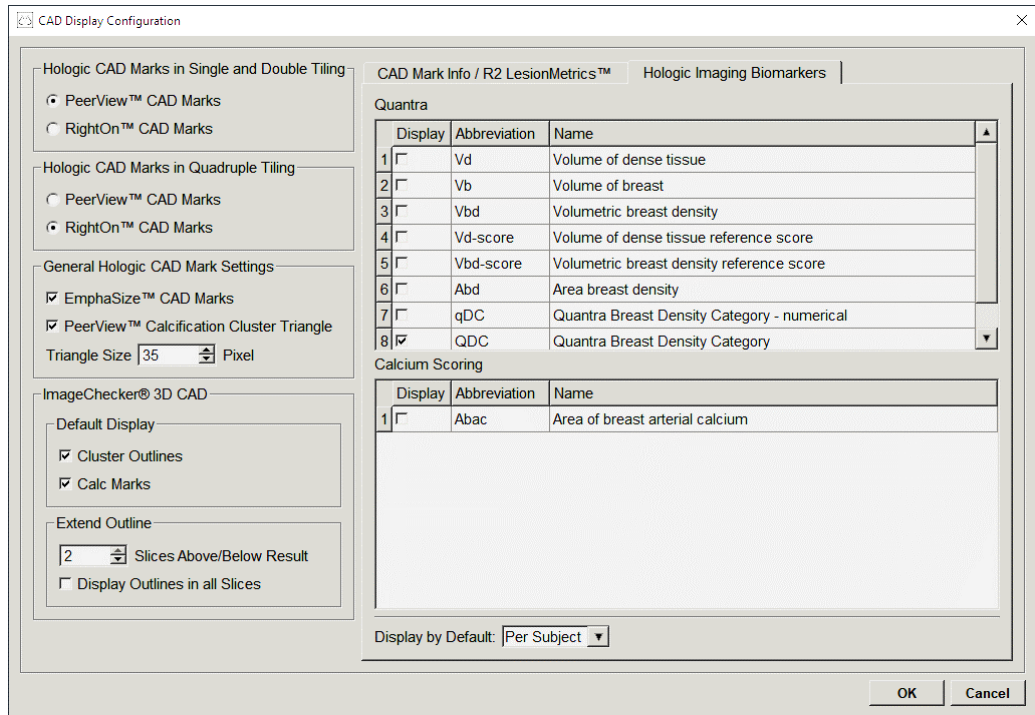 CAD Display Configuration
Hologic CAD Marks in Single and Double Tiling
PeerView™ CAD Marks
RightOn™ CAD Marks
Hologic CAD Marks in Quadruple Tiling
PeerView™ CAD Marks
RightOn™ CAD Marks
General Hologic CAD Mark Settings
EmphaSize™ CAD Marks
PeerView™ Calcification Cluster Triangle
Triangle Size 35 Pixel
ImageChecker® 3D CAD
Default Display
Cluster Outlines
Calc Marks
Extend Outline
2 Slices Above/Below Result
Display Outlines in all Slices
CAD Mark Info / R2 LesionMetrics™ Hologic Imaging Biomarkers
Quantra
Display Abbreviation Name
1 Vd Volume of dense tissue
2 Vb Volume of breast
3 Vbd Volumetric breast density
4 Vd-score Volume of dense tissue reference score
5 Vbd-score Volumetric breast density reference score
6 Abd Area breast density
7 qDC Quantra Breast Density Category - numerical
8 QDC Quantra Breast Density Category
Calcium Scoring
Display Abbreviation Name
1 Abac Area of breast arterial calcium
Display by Default: Per Subject
OK Cancel